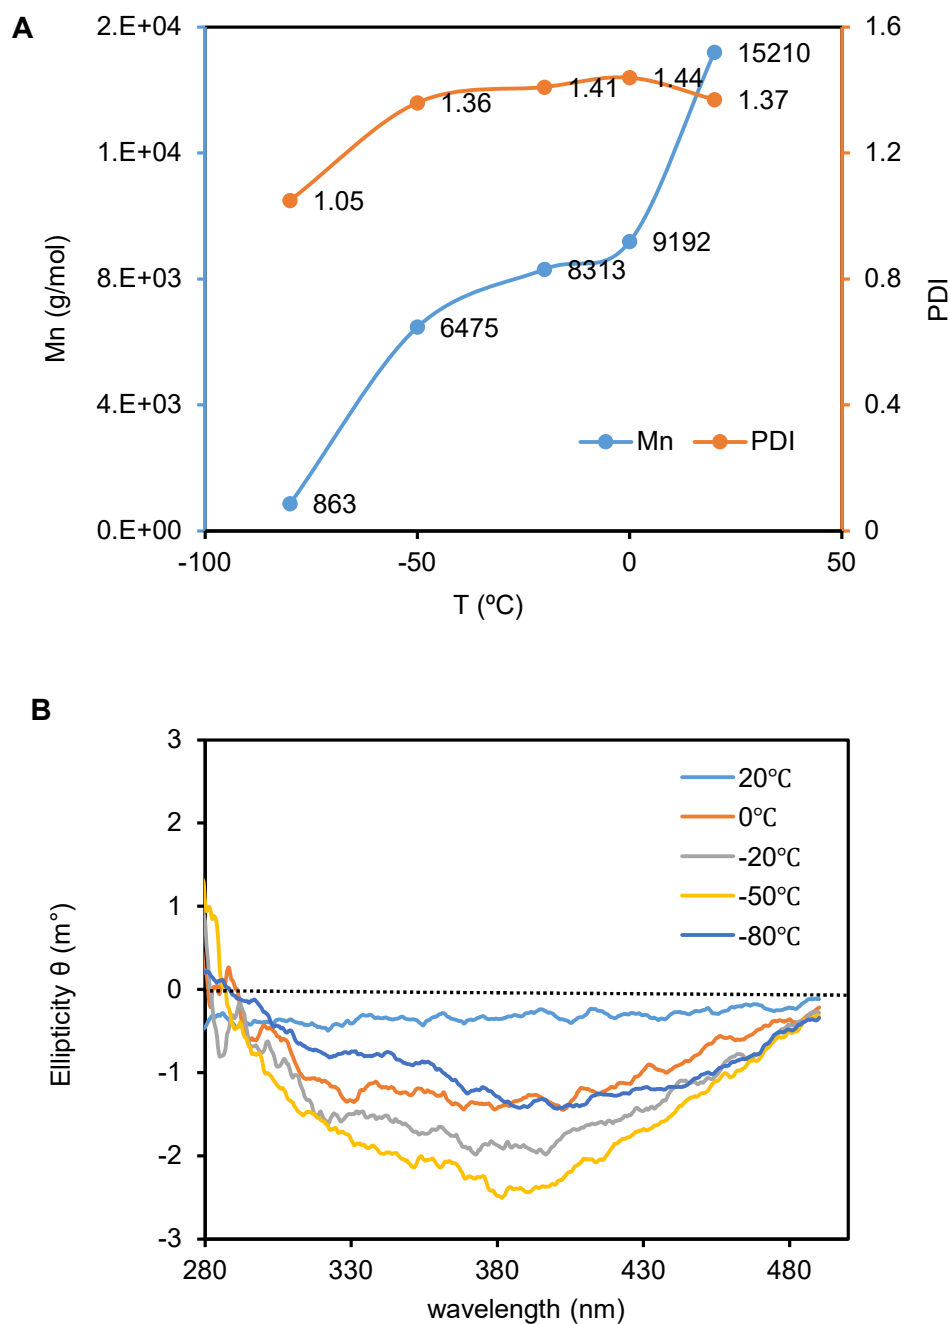 A
2.E+04
1.E+04
8.E+03
4.E+03
0.E+00
Mn (g/mol)
1.6
1.2
0.8
0.4
0
PDI
1.05
1.36
1.41
1.44
1.37
863
6475
8313
9192
15210
Mn PDI
-100 -50 0 50
T (ºC)
B
3
2
1
0
-1
-2
-3
Ellipticity θ (m°)
20℃
0℃
-20℃
-50℃
-80℃
280 330 380 430 480
wavelength (nm)